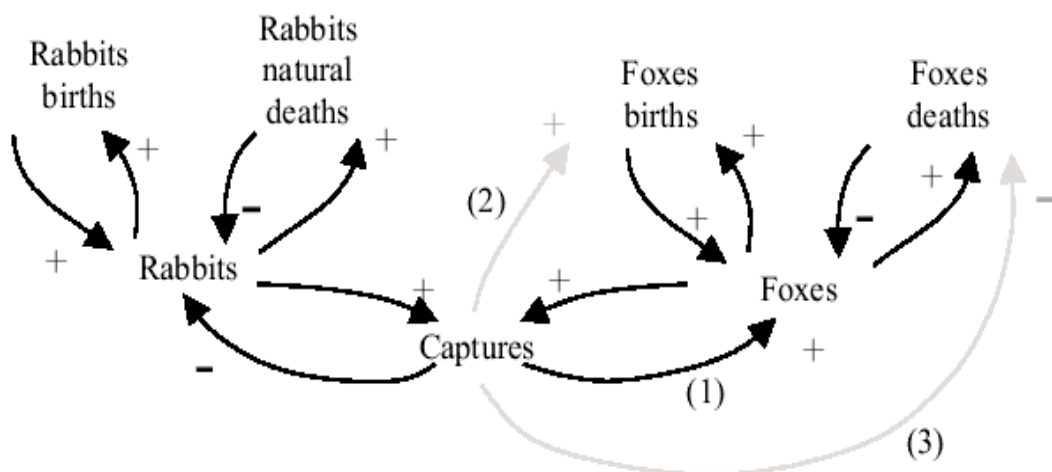 Rabbits
births
Rabbits
natural
deaths
Foxes
births
Foxes
deaths
+
+
+
+
+
+
(2)
-
+
-
-
+
Rabbits
+
+
Foxes
Captures
+
-
(1)
(3)